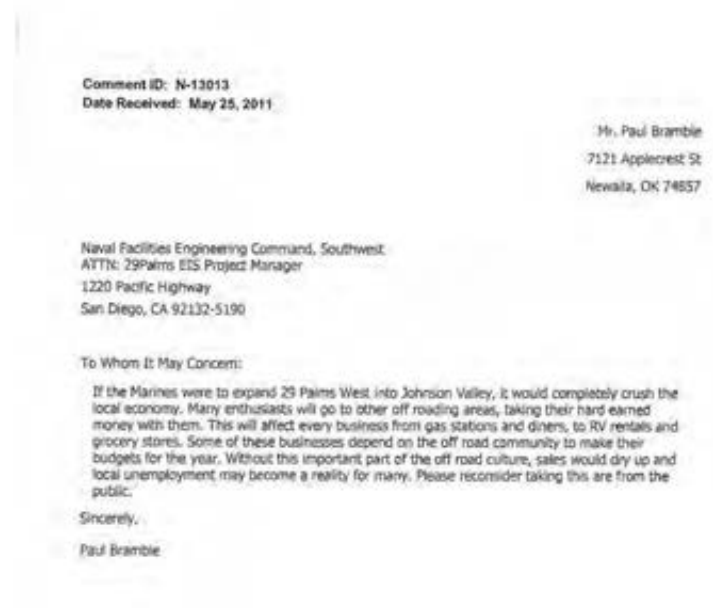 Comment ID: N-13013
Date Received: May 25, 2011
Mr. Paul Bramble
7121 Applecrest St
Newalla, OK 74857
Naval Facilities Engineering Command, Southwest
ATTN: 29Palms EIS Project Manager
1220 Pacific Highway
San Diego, CA 92132-5190
To Whom It May Concern:
If the Marines were to expand 29 Palms West into Johnson Valley, it would completely crush the
local economy. Many enthusiasts will go to other off roading areas, taking their hard earned
money with them. This will affect every business from gas stations and diners, to RV rentals and
grocery stores. Some of these businesses depend on the off road community to make their
budgets for the year. Without this important part of the off road culture, sales would dry up and
local unemployment may become a reality for many. Please reconsider taking this are from the
public.
Sincerely,
Paul Bramble